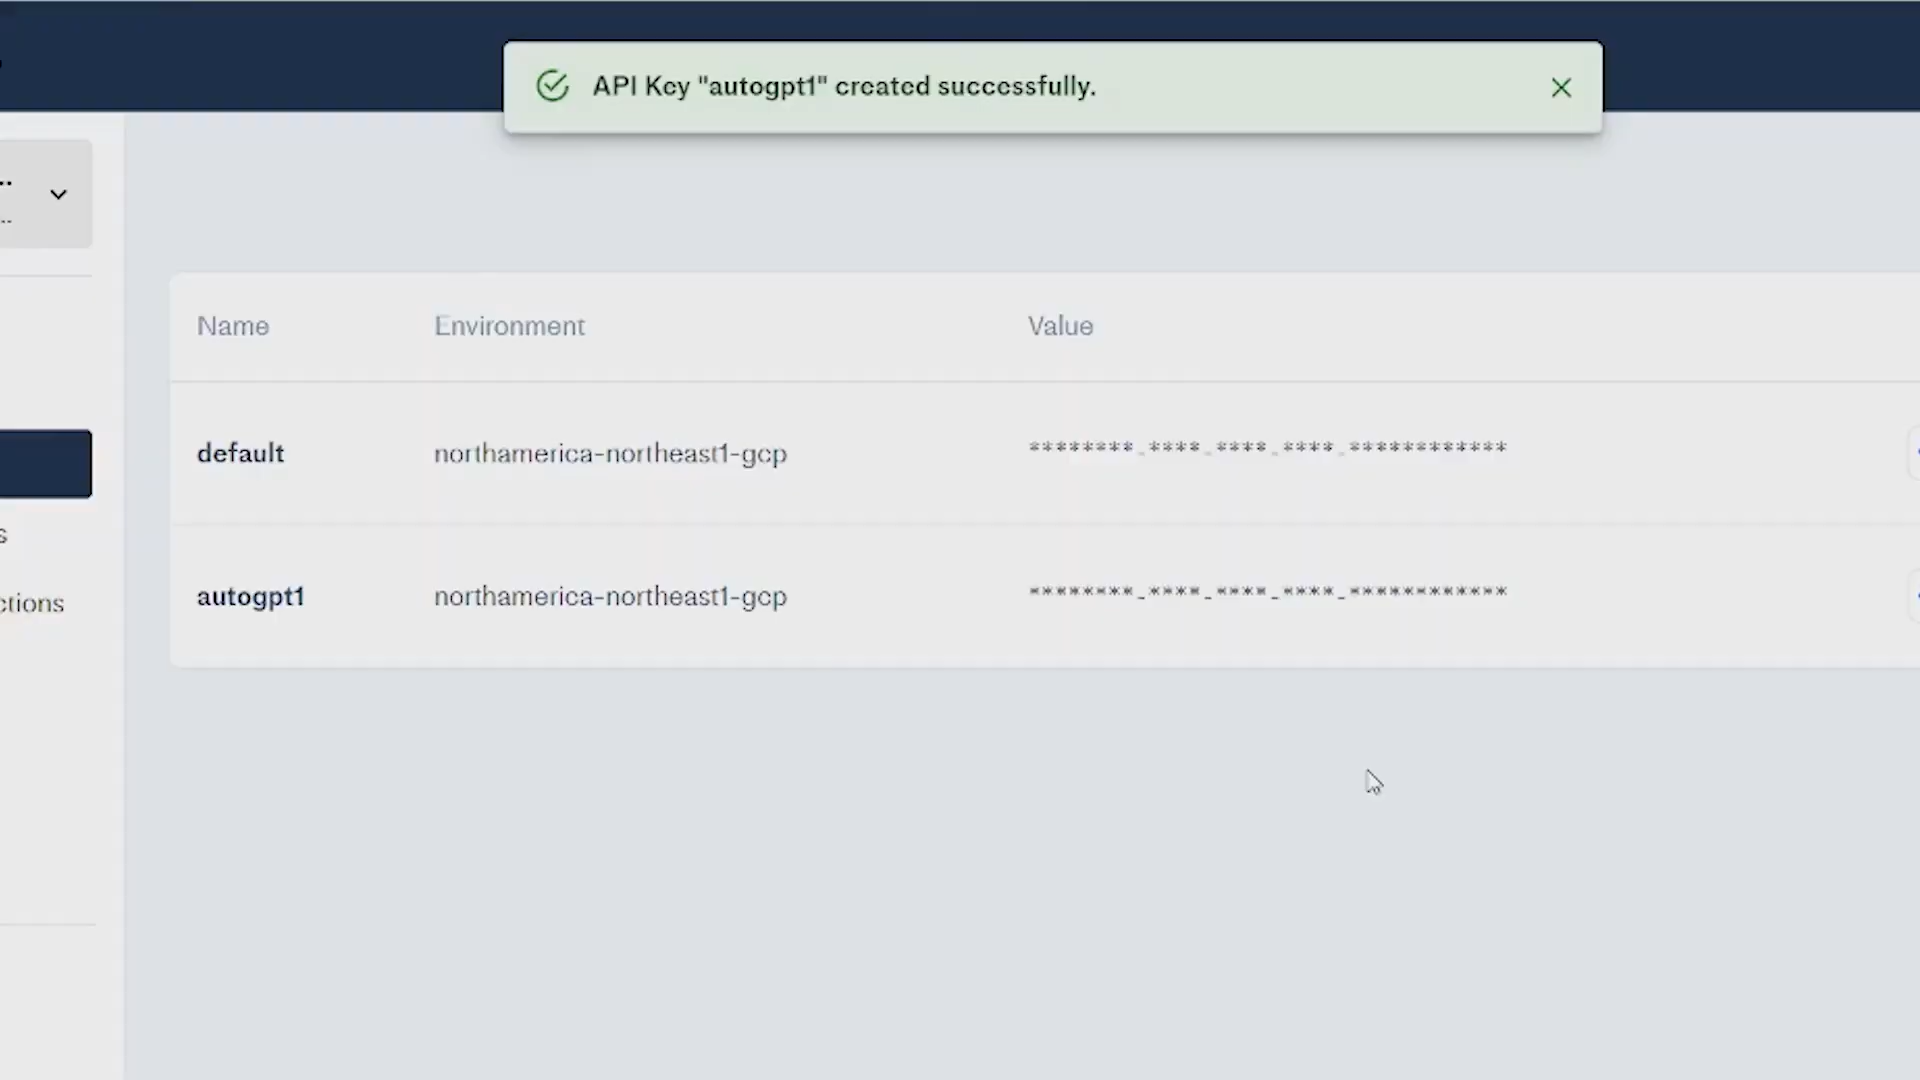 API Key "autogpt1" created successfully.
..
...
Name Environment Value
default northamerica-northeast1-gcp ********-****-****-****-************
s
ctions
autogpt1 northamerica-northeast1-gcp ********-****-****-****-************